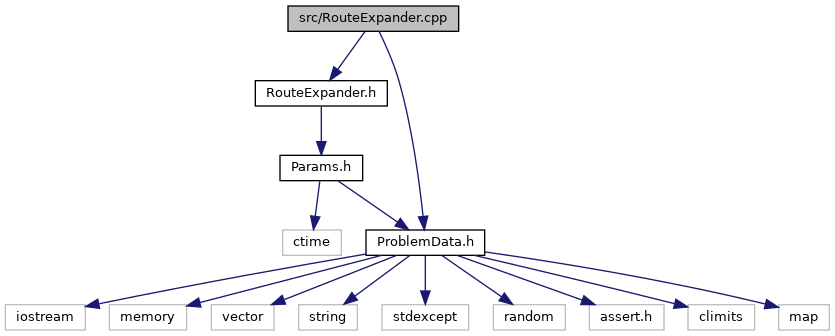 src/RouteExpander.cpp
RouteExpander.h
Params.h
ctime
ProblemData.h
iostream
memory
vector
string
stdexcept
random
assert.h
climits
map